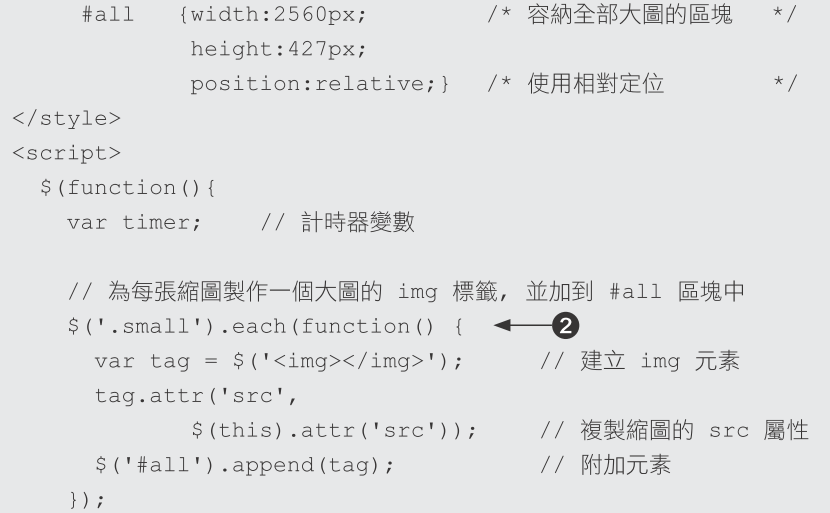 #all {width:2560px; /* 容納全部大圖的區塊 */
height:427px;
position:relative;} /* 使用相對定位 */
</style>
<script>
$(function(){
var timer; // 計時器變數
// 為每張縮圖製作一個大圖的 img 標籤, 並加到 #all 區塊中
$('.small').each(function() { ❷
var tag = $('<img></img>'); // 建立 img 元素
tag.attr('src',
$(this).attr('src')); // 複製縮圖的 src 屬性
$('#all').append(tag); // 附加元素
});